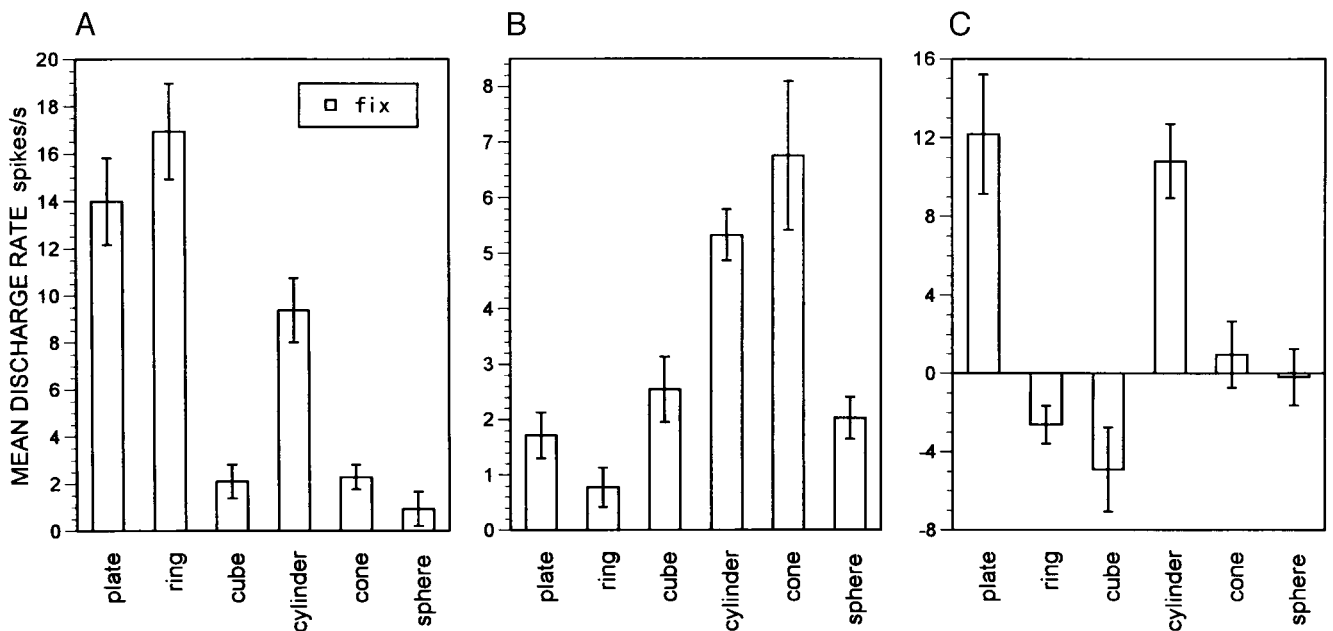 A
B
C
MEAN DISCHARGE RATE spikes/s
20
18
16
14
12
10
8
6
4
2
0
fix
plate
ring
cube
cylinder
cone
sphere
8
7
6
5
4
3
2
1
0
plate
ring
cube
cylinder
cone
sphere
16
12
8
4
0
-4
-8
plate
ring
cube
cylinder
cone
sphere